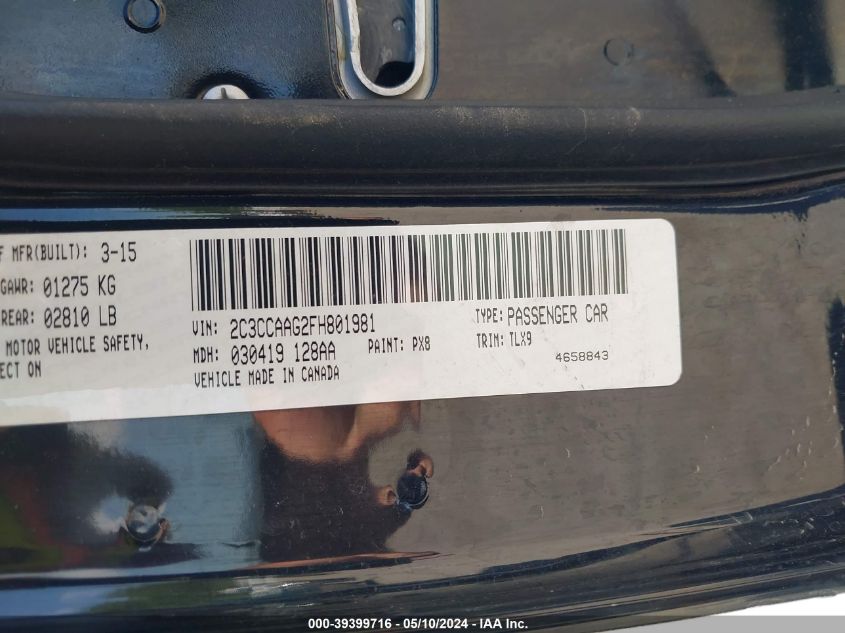 F MFR(BUILT): 3-15
GAWR: 01275 KG
REAR: 02810 LB
MOTOR VEHICLE SAFETY,
ECT ON
VIN: 2C3CCAAG2FH801981 TYPE: PASSENGER CAR
MDH: 030419 128AA PAINT: PX8 TRIM: TLX9
VEHICLE MADE IN CANADA 4658843
000-39399716 - 05/10/2024 - IAA Inc.